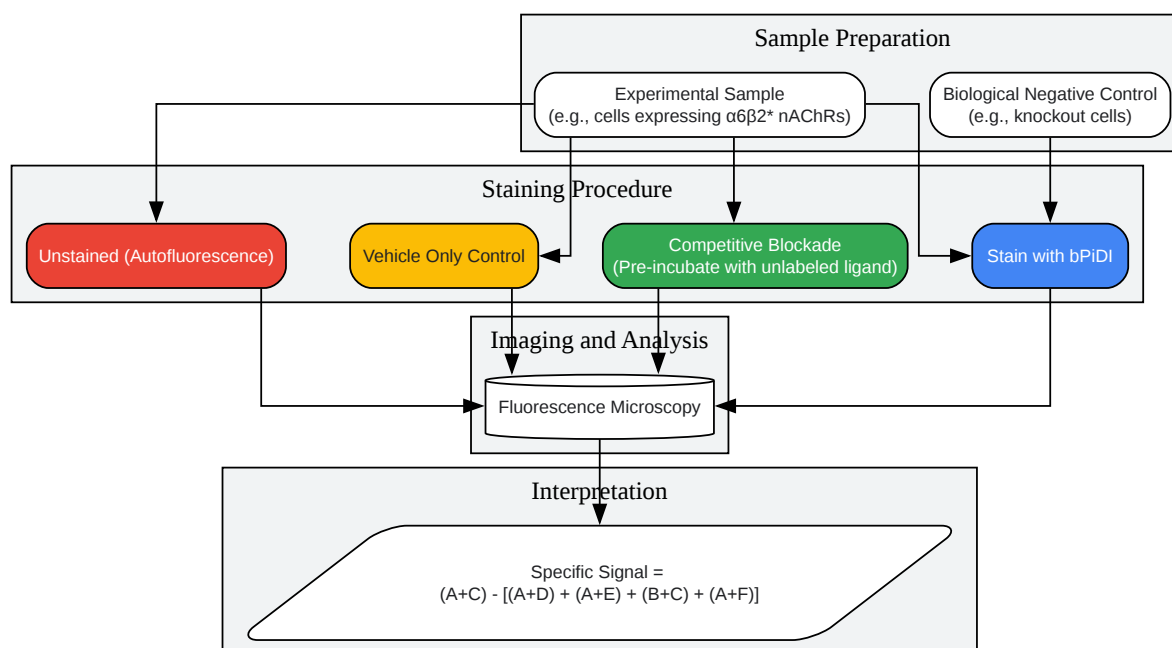 Sample Preparation
Experimental Sample
(e.g., cells expressing α6β2* nAChRs)
Biological Negative Control
(e.g., knockout cells)
Staining Procedure
Unstained (Autofluorescence)
Vehicle Only Control
Competitive Blockade
(Pre-incubate with unlabeled ligand)
Stain with bPiDI
Imaging and Analysis
Fluorescence Microscopy
Interpretation
Specific Signal =
(A+C) - [(A+D) + (A+E) + (B+C) + (A+F)]